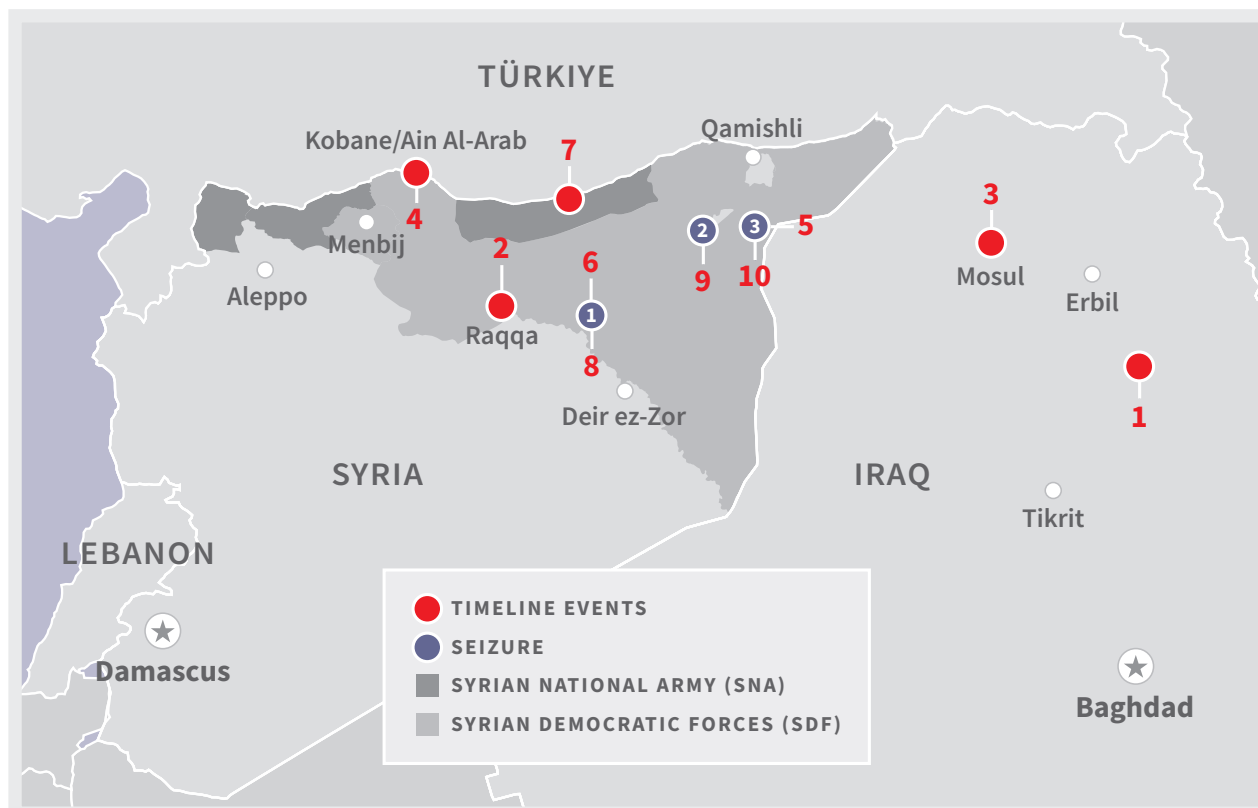 TÜRKIYE
Qamishli
Kobane/Ain Al-Arab
7
3
4
2
3
5
Menbij
2
6
9
10
Mosul
Aleppo
Erbil
1
Raqqa
8
Deir ez-Zor
1
SYRIA
IRAQ
Tikrit
LEBANON
TIMELINE EVENTS
SEIZURE
Damascus
SYRIAN NATIONAL ARMY (SNA)
Baghdad
SYRIAN DEMOCRATIC FORCES (SDF)